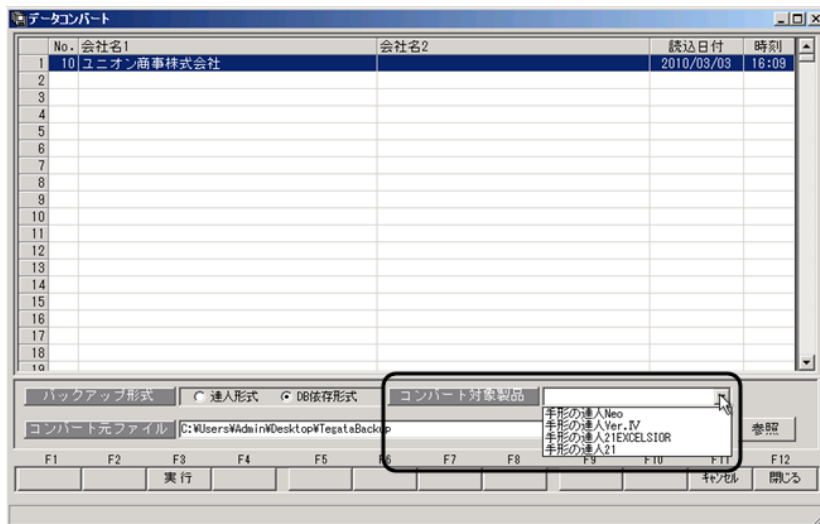 データコンバート
No. 会社名1 会社名2 読込日付 時刻
1 10 ユニオン商事株式会社 2010/03/03 16:09
2
3
4
5
6
7
8
9
10
11
12
13
14
15
16
17
18
19
バックアップ形式 達人形式 DB依存形式 コンバート対象製品
手形の達人Neo
手形の達人Ver.Ⅳ
手形の達人21EXCELSIOR
手形の達人21
コンバート元ファイル C:¥Users¥Admin¥Desktop¥TegataBackup 参照
F1 F2 F3 F4 F5 F6 F7 F8 F9 F10 F11 F12
実行 キャンセル 閉じる